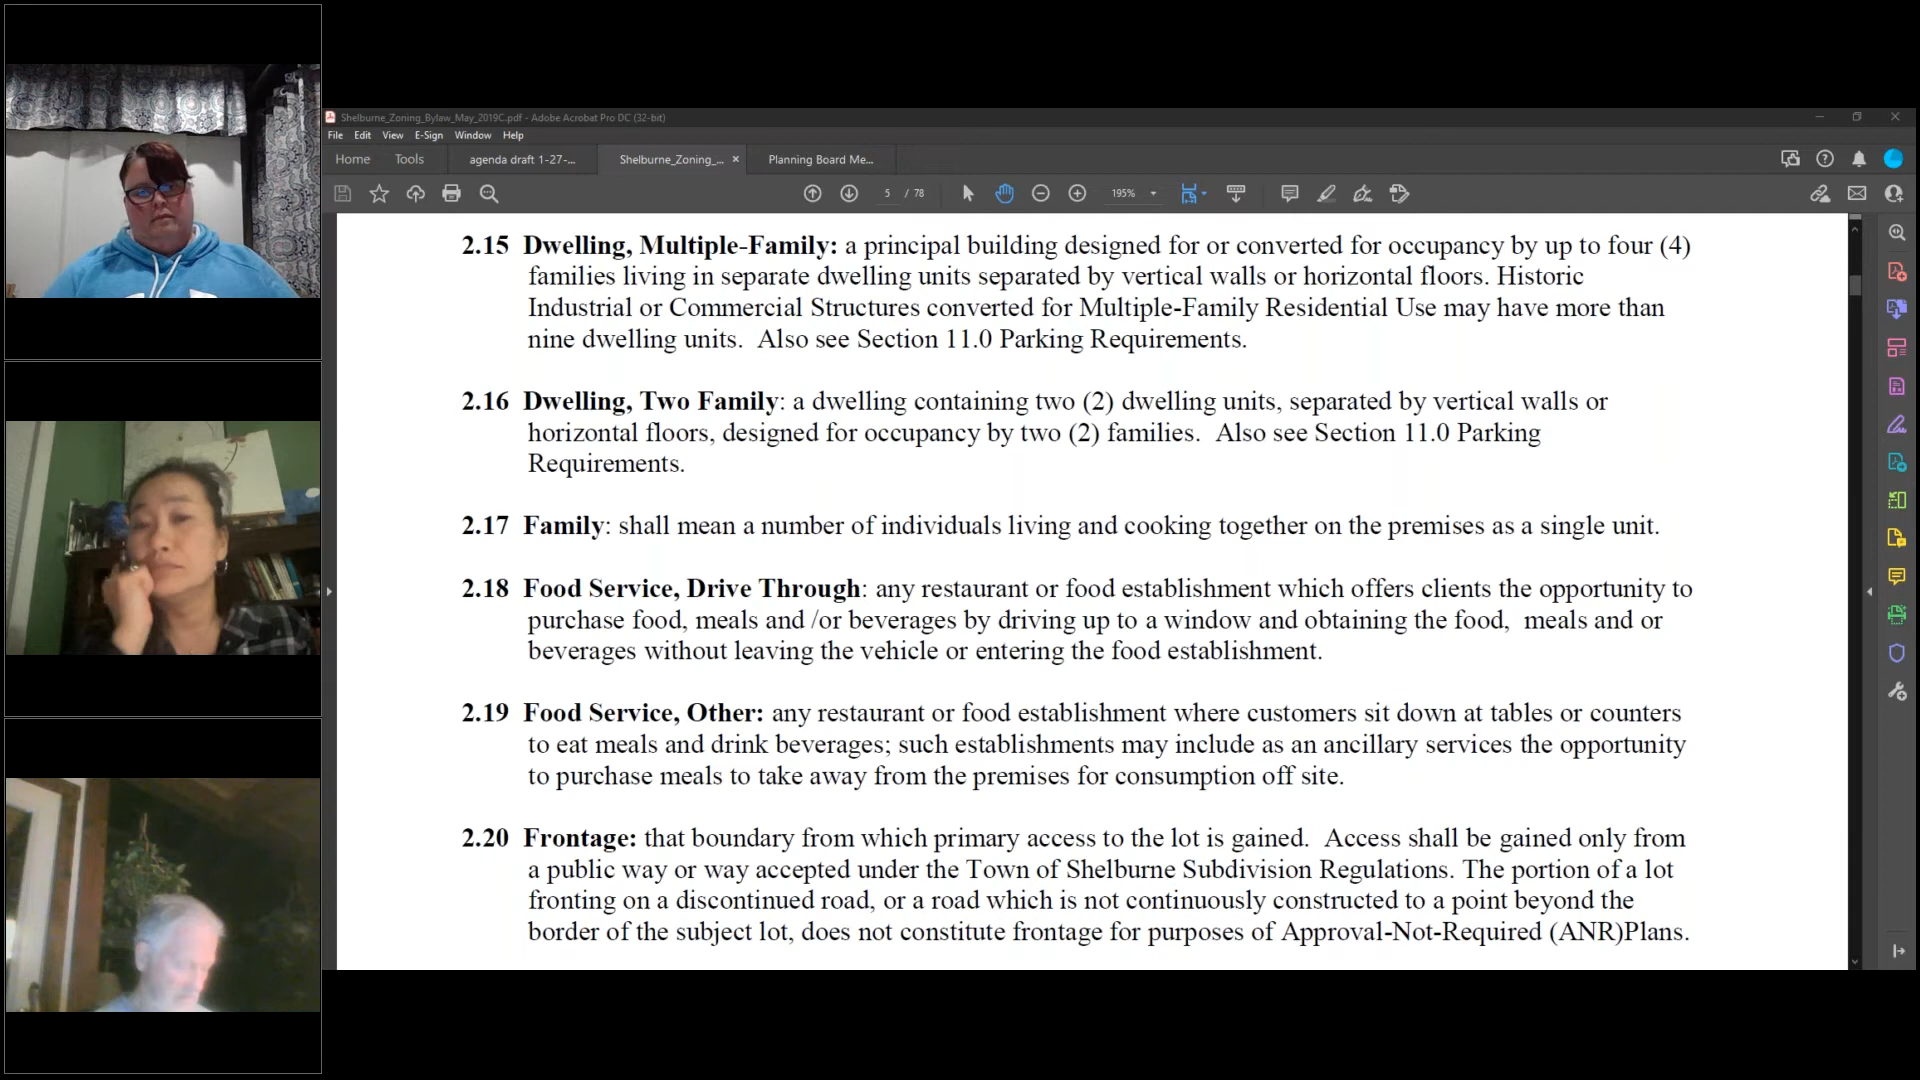 Shelburne_Zoning_Bylaw_May_2019C.pdf - Adobe Acrobat Pro DC (32-bit)
File Edit View E-Sign Window Help
Home Tools agenda draft 1-27-... Shelburne_Zoning_... × Planning Board Me...
5 / 78 195%
2.15 Dwelling, Multiple-Family: a principal building designed for or converted for occupancy by up to four (4)
families living in separate dwelling units separated by vertical walls or horizontal floors. Historic
Industrial or Commercial Structures converted for Multiple-Family Residential Use may have more than
nine dwelling units. Also see Section 11.0 Parking Requirements.
2.16 Dwelling, Two Family: a dwelling containing two (2) dwelling units, separated by vertical walls or
horizontal floors, designed for occupancy by two (2) families. Also see Section 11.0 Parking
Requirements.
2.17 Family: shall mean a number of individuals living and cooking together on the premises as a single unit.
2.18 Food Service, Drive Through: any restaurant or food establishment which offers clients the opportunity to
purchase food, meals and /or beverages by driving up to a window and obtaining the food, meals and or
beverages without leaving the vehicle or entering the food establishment.
2.19 Food Service, Other: any restaurant or food establishment where customers sit down at tables or counters
to eat meals and drink beverages; such establishments may include as an ancillary services the opportunity
to purchase meals to take away from the premises for consumption off site.
2.20 Frontage: that boundary from which primary access to the lot is gained. Access shall be gained only from
a public way or way accepted under the Town of Shelburne Subdivision Regulations. The portion of a lot
fronting on a discontinued road, or a road which is not continuously constructed to a point beyond the
border of the subject lot, does not constitute frontage for purposes of Approval-Not-Required (ANR)Plans.